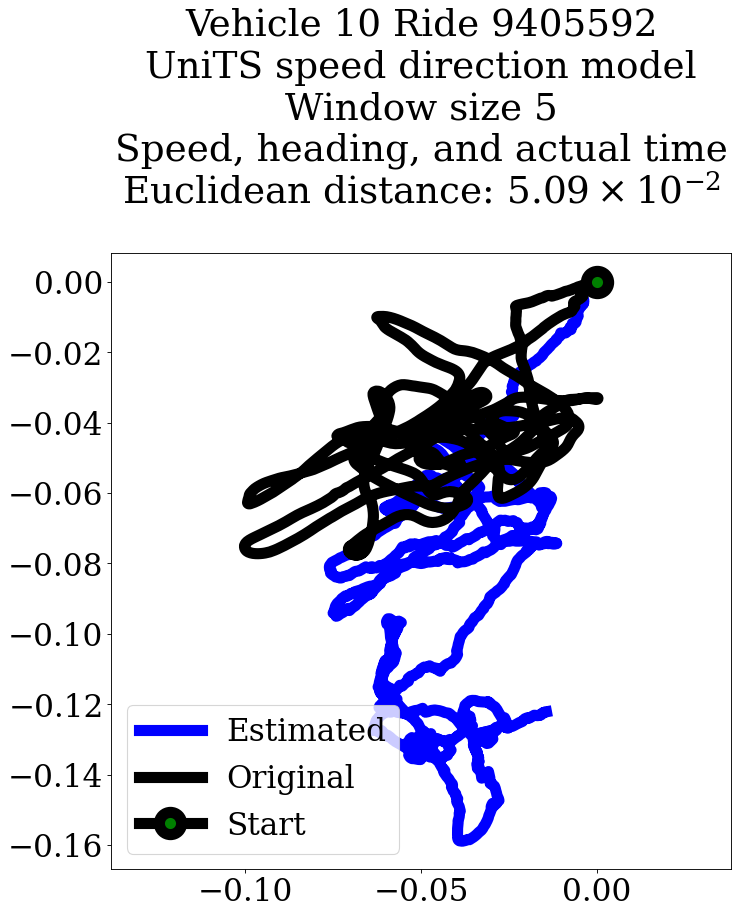 Vehicle 10 Ride 9405592
UniTS speed direction model
Window size 5
Speed, heading, and actual time
Euclidean distance: 5.09 × 10⁻²
0.00
−0.02
−0.04
−0.06
−0.08
−0.10
−0.12
−0.14
−0.16
Estimated
Original
Start
−0.10
−0.05
0.00